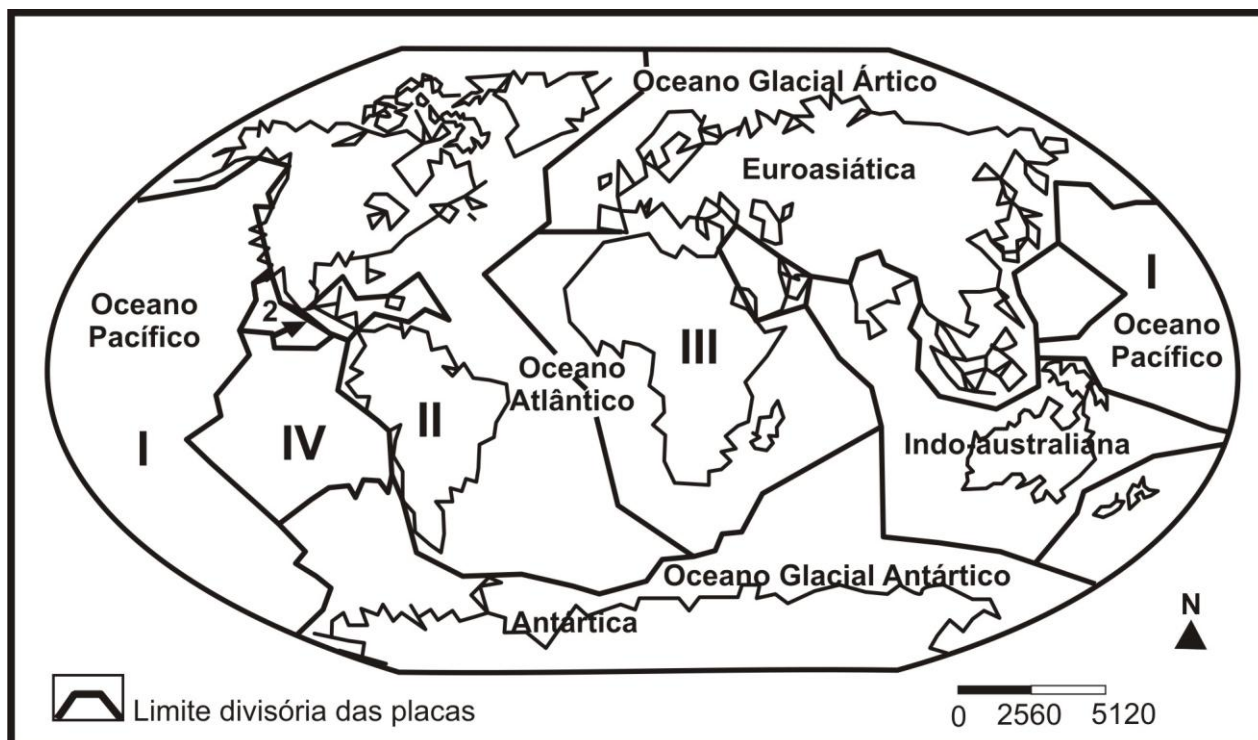 Oceano Glacial Ártico
Euroasiática
I
Oceano
Pacífico
2
Oceano
Pacífico
III
Oceano
Atlântico
II
IV
I
Indo-australiana
Oceano Glacial Antártico
Antártica
N
Limite divisória das placas
0 2560 5120